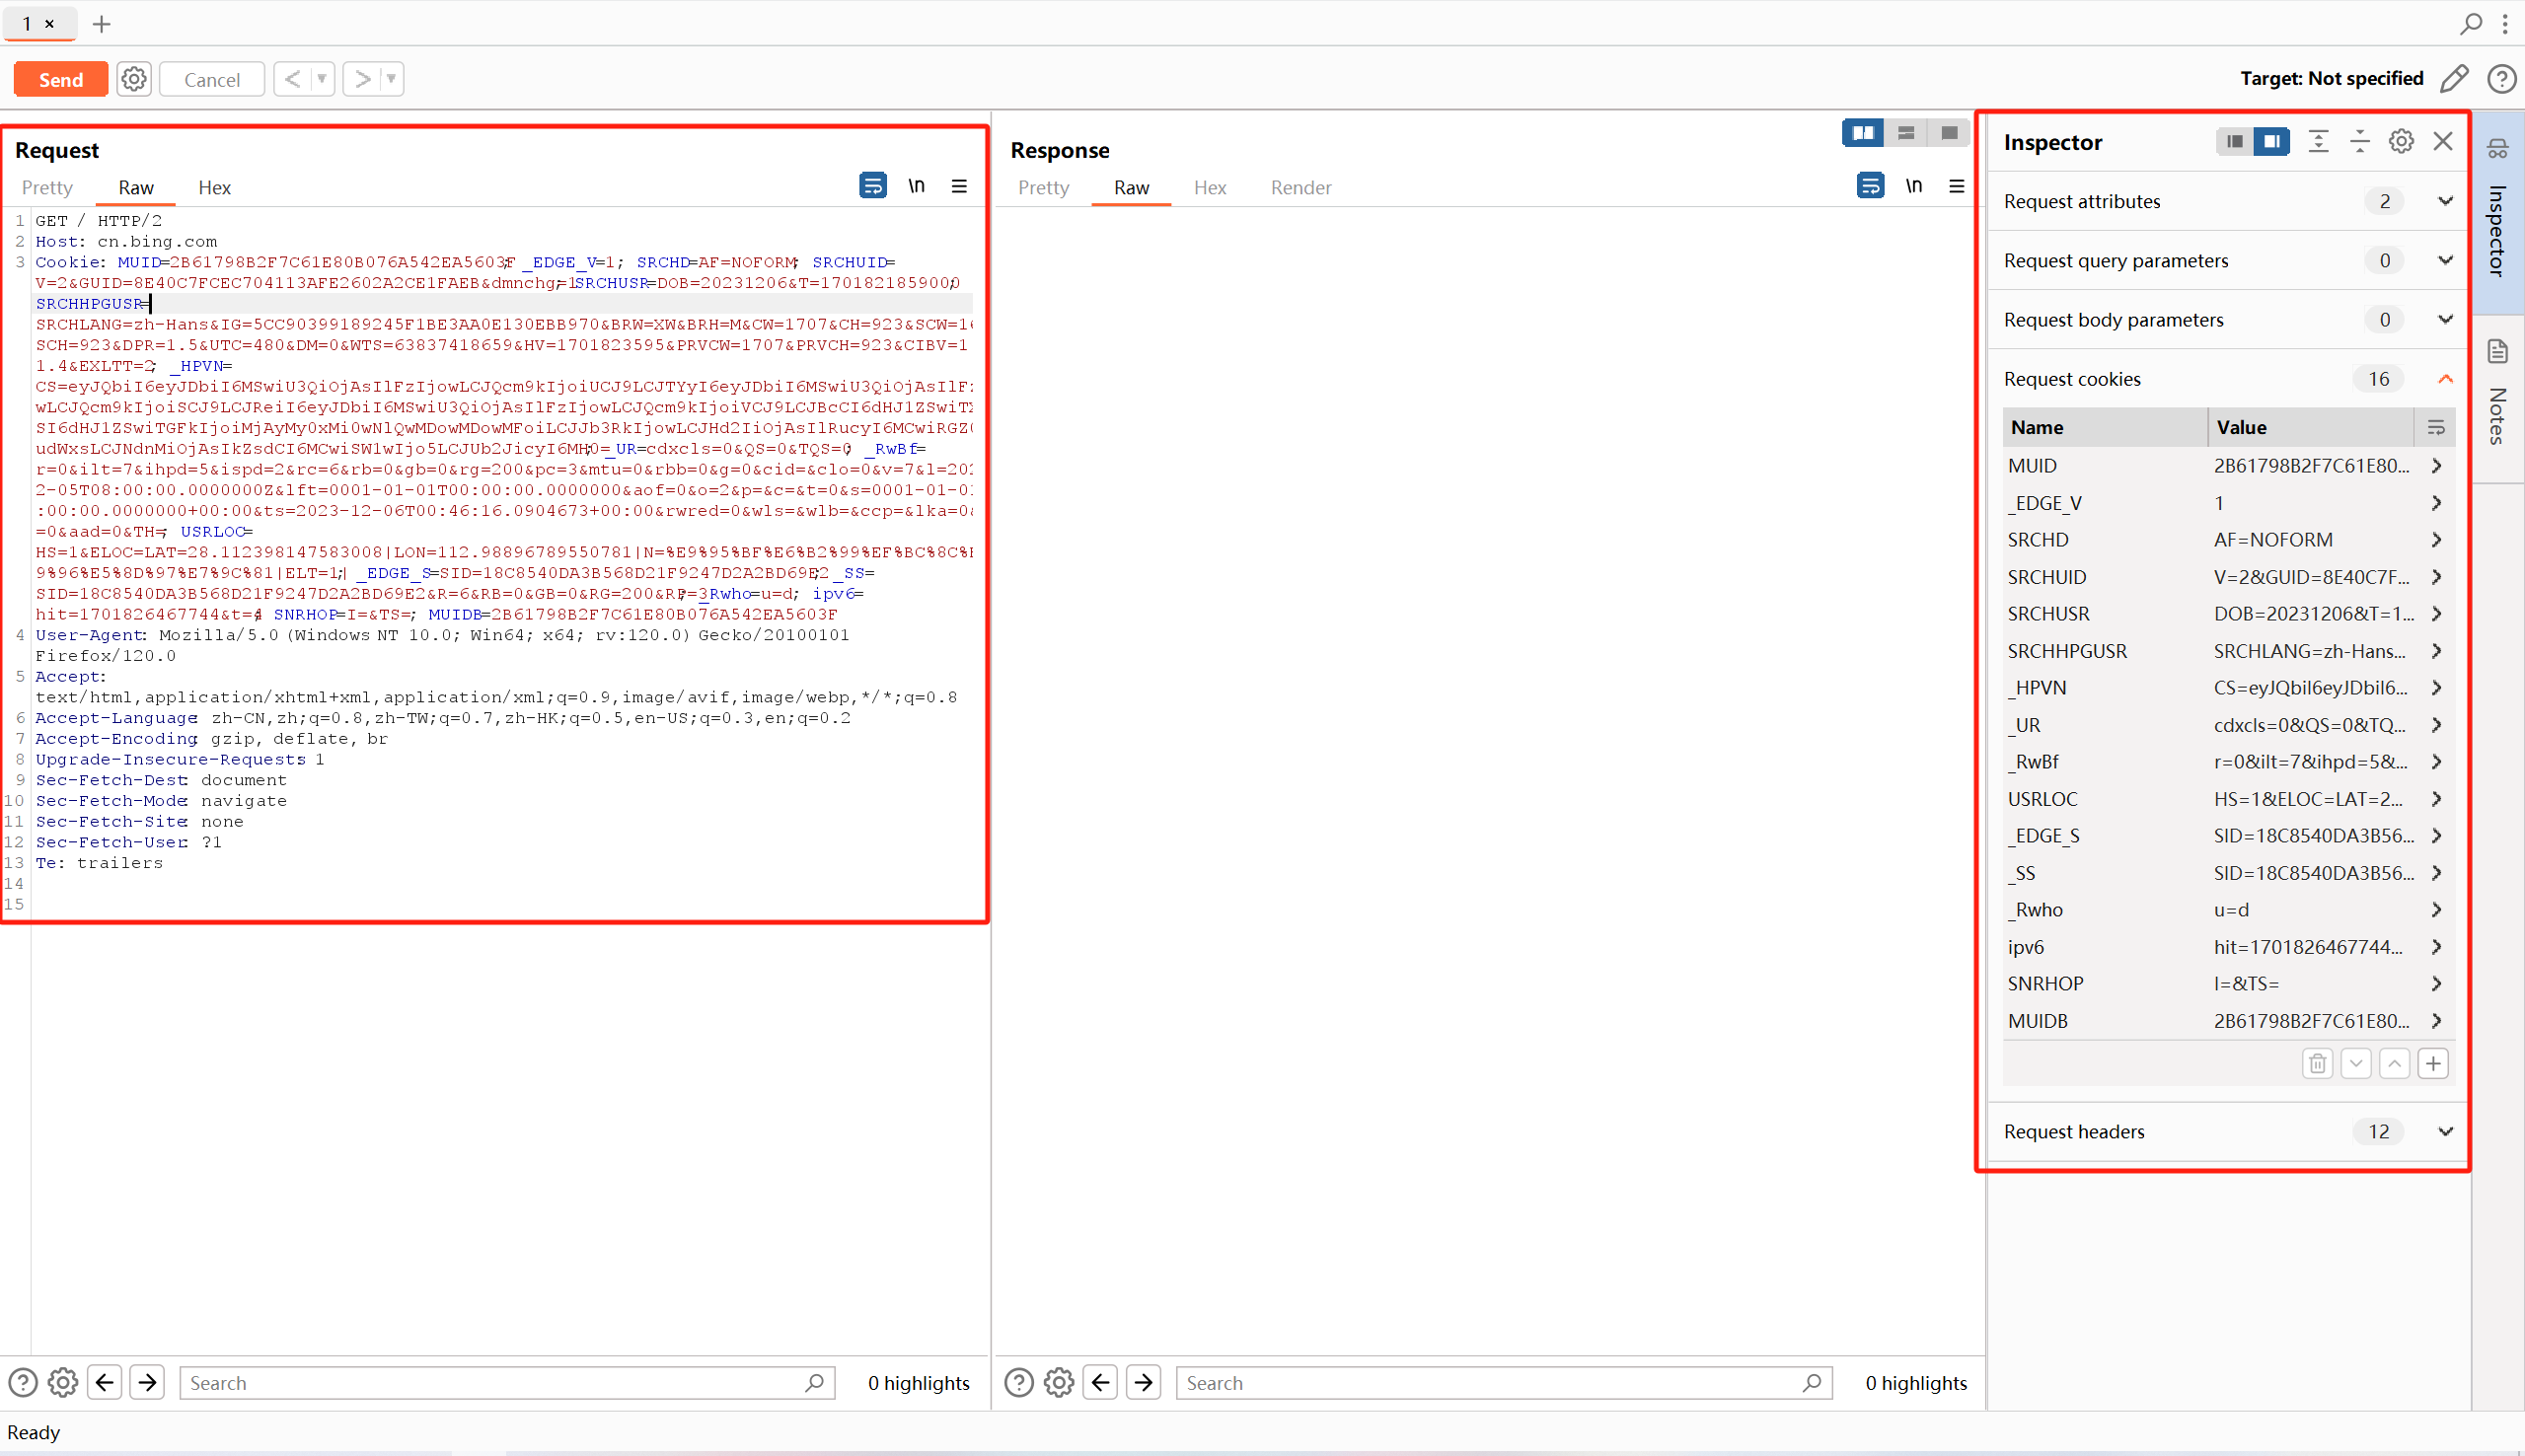 1 ×
Send
Cancel
Target: Not specified
Request
Pretty Raw Hex
\n
1 GET / HTTP/2
2 Host: cn.bing.com
3 Cookie: MUID=2B61798B2F7C61E80B076A542EA5603F; _EDGE_V=1; SRCHD=AF=NOFORM; SRCHUID=
V=2&GUID=8E40C7FCEC704113AFE2602A2CE1FAEB&dmnchg=1; SRCHUSR=DOB=20231206&T=1701821859000;
SRCHHPGUSR=
SRCHLANG=zh-Hans&IG=5CC90399189245F1BE3AA0E130EBB970&BRW=XW&BRH=M&CW=1707&CH=923&SCW=
SCH=923&DPR=1.5&UTC=480&DM=0&WTS=63837418659&HV=1701823595&PRVCW=1707&PRVCH=923&CIBV=1
1.4&EXLTT=2; _HPVN=
CS=eyJQbiI6eyJDbiI6MSwiU3QiOjAsIlFzIjowLCJQcm9kIjoiUCJ9LCJTYyI6eyJDbiI6MSwiU3QiOjAsIlFz
wLCJQcm9kIjoiSCJ9LCJReiI6eyJDbiI6MSwiU3QiOjAsIlFzIjowLCJQcm9kIjoiVCJ9LCJBcCI6dHJ1ZSwiTX
SI6dHJ1ZSwiTGFkIjoiMjAyMy0xMi0wNlQwMDowMDowMFoiLCJJb3RkIjowLCJHd2IiOjAsIlRucyI6MCwiRGZ0
udWxsLCJNdnMiOjAsIkZsdCI6MCwiSW1wIjo5LCJUb2JicyI6MH0=; _UR=cdxcls=0&QS=0&TQS=0; _RwBf=
r=0&ilt=7&ihpd=5&ispd=2&rc=6&rb=0&gb=0&rg=200&pc=3&mtu=0&rbb=0&g=0&cid=&clo=0&v=7&l=202
2-05T08:00:00.0000000Z&lft=0001-01-01T00:00:00.0000000&aof=0&o=2&p=&c=&t=0&s=0001-01-01
:00:00.0000000+00:00&ts=2023-12-06T00:46:16.0904673+00:00&rwred=0&wls=&wlb=&ccp=&lka=0&
=0&aad=0&TH=; USRLOC=
HS=1&ELOC=LAT=28.112398147583008|LON=112.98896789550781|N=%E9%95%BF%E6%B2%99%EF%BC%8C%E
9%96%E5%8D%97%E7%9C%81|ELT=1|; _EDGE_S=SID=18C8540DA3B568D21F9247D2A2BD69E2; _SS=
SID=18C8540DA3B568D21F9247D2A2BD69E2&R=6&RB=0&GB=0&RG=200&RP=3; _Rwho=u=d; ipv6=
hit=1701826467744&t=4; SNRHOP=I=&TS=; MUIDB=2B61798B2F7C61E80B076A542EA5603F
4 User-Agent: Mozilla/5.0 (Windows NT 10.0; Win64; x64; rv:120.0) Gecko/20100101
Firefox/120.0
5 Accept:
text/html,application/xhtml+xml,application/xml;q=0.9,image/avif,image/webp,*/*;q=0.8
6 Accept-Language: zh-CN,zh;q=0.8,zh-TW;q=0.7,zh-HK;q=0.5,en-US;q=0.3,en;q=0.2
7 Accept-Encoding: gzip, deflate, br
8 Upgrade-Insecure-Requests: 1
9 Sec-Fetch-Dest: document
10 Sec-Fetch-Mode: navigate
11 Sec-Fetch-Site: none
12 Sec-Fetch-User: ?1
13 Te: trailers
14
15
Search
0 highlights
Response
Pretty Raw Hex Render
\n
Search
0 highlights
Inspector
Request attributes 2
Request query parameters 0
Request body parameters 0
Request cookies 16
Name Value
MUID 2B61798B2F7C61E80...
_EDGE_V 1
SRCHD AF=NOFORM
SRCHUID V=2&GUID=8E40C7F...
SRCHUSR DOB=20231206&T=1...
SRCHHPGUSR SRCHLANG=zh-Hans...
_HPVN CS=eyJQbiI6eyJDbiI6...
_UR cdxcls=0&QS=0&TQ...
_RwBf r=0&ilt=7&ihpd=5&...
USRLOC HS=1&ELOC=LAT=2...
_EDGE_S SID=18C8540DA3B56...
_SS SID=18C8540DA3B56...
_Rwho u=d
ipv6 hit=1701826467744...
SNRHOP I=&TS=
MUIDB 2B61798B2F7C61E80...
Request headers 12
Inspector
Notes
Ready